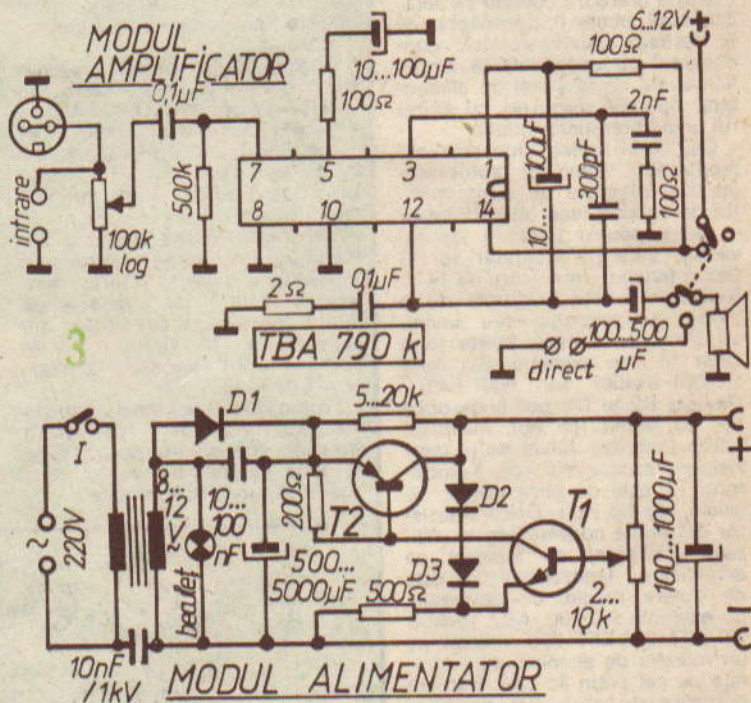 MODUL
AMPLIFICATOR
6...12V +
10...100µF
100Ω
100Ω
0,1µF
2nF
500k
7 5 3 1
8 10 12 14
10... 100µF
300pF
100Ω
intrare
100k
log
2Ω
0,1µF
TBA 790 k
100...500
µF
direct
3
D1
5...20k
I
220V
~
8...
12
V
~
beculeț
10...
100
nF
500...
5000µF
200Ω
T2
D2
D3
T1
500Ω
2...
10k
100...1000µF
+
−
10nF
/1kV
MODUL ALIMENTATOR